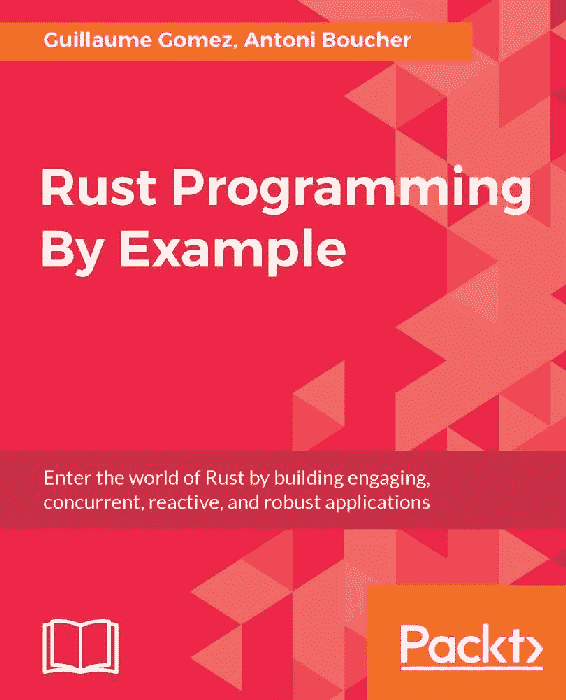 Guillaume Gomez, Antoni Boucher
Rust Programming
By Example
Enter the world of Rust by building engaging,
concurrent, reactive, and robust applications
Packt>